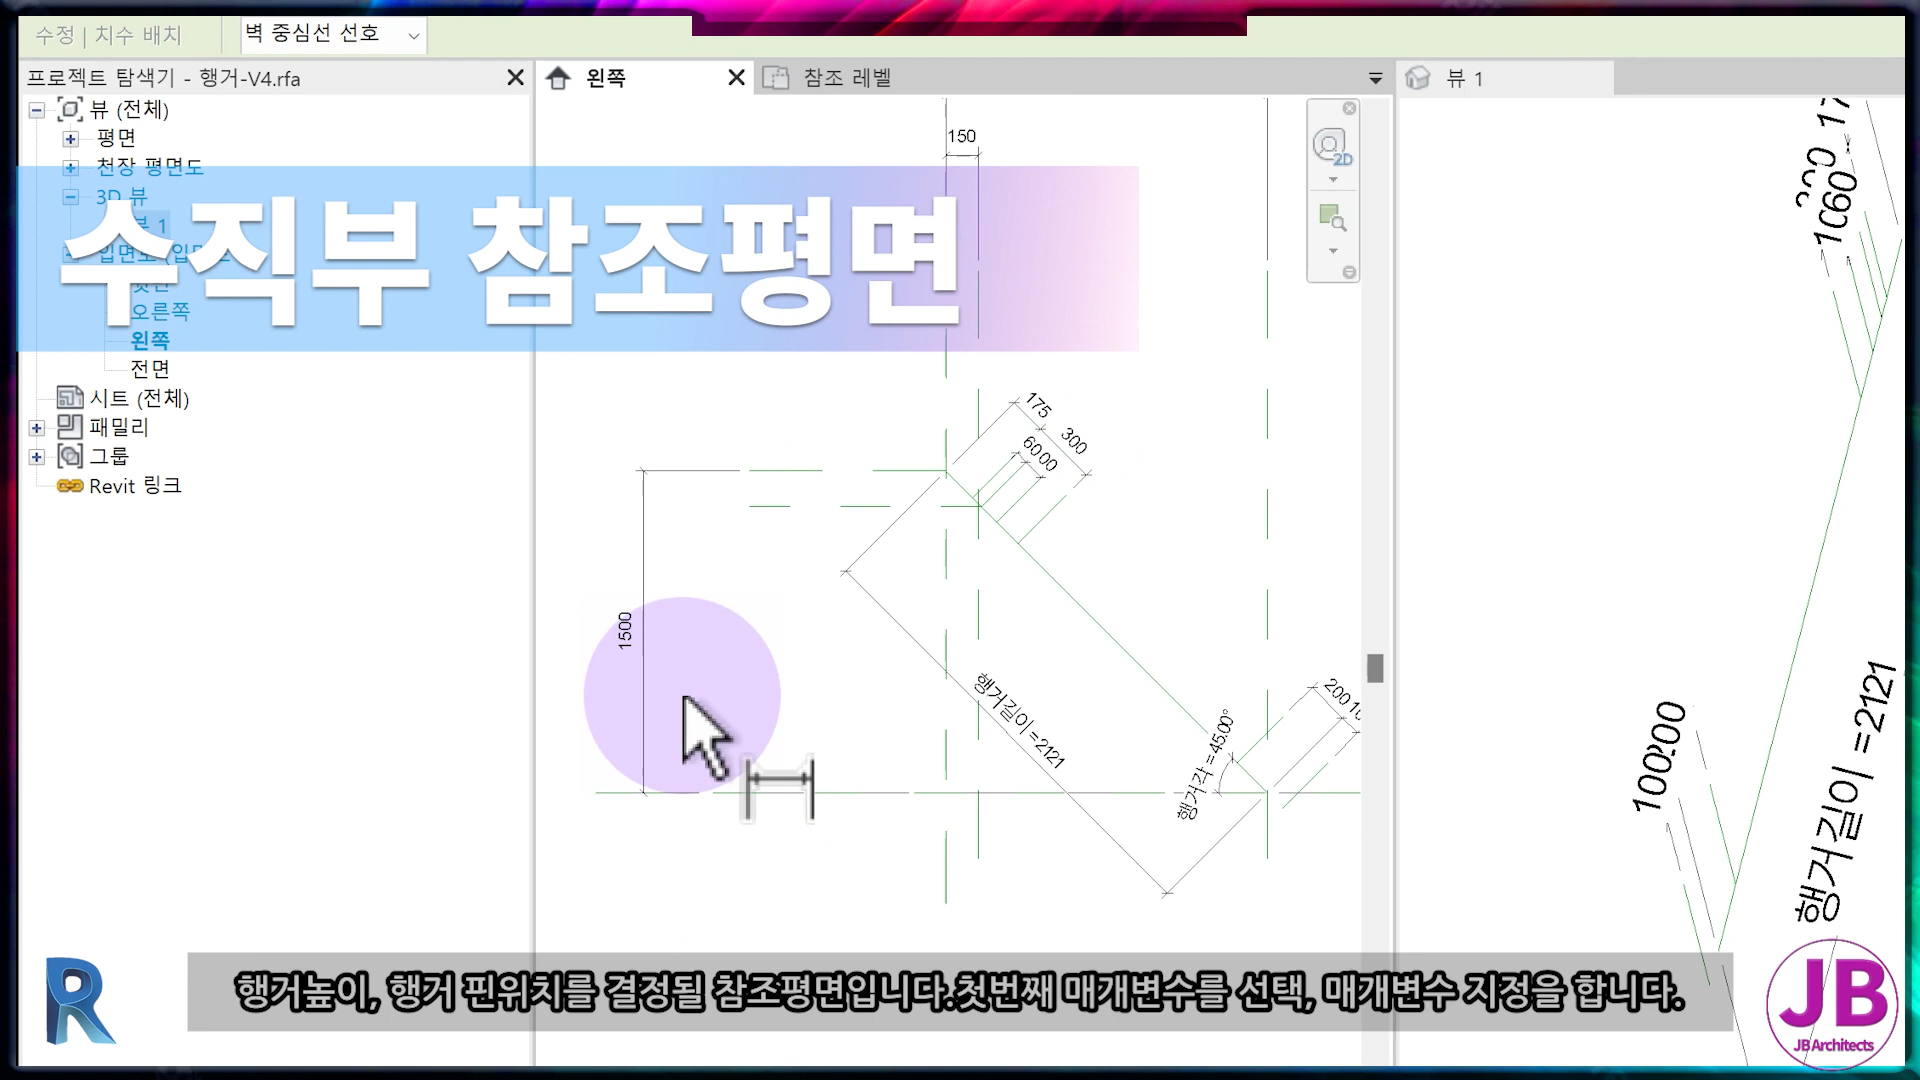 수정 | 치수 배치
벽 중심선 선호
프로젝트 탐색기 - 행거-V4.rfa
왼쪽
참조 레벨
뷰 1
뷰 (전체)
평면
천장 평면도
3D 뷰
뷰 1
오른쪽
왼쪽
전면
시트 (전체)
패밀리
그룹
Revit 링크
수직부 참조평면
2D
150
175
300
1500
행거길이 =2121
행거각 =45.00°
200
행거길이 =2121
행거높이, 행거 핀위치를 결정될 참조평면입니다.첫번째 매개변수를 선택, 매개변수 지정을 합니다.
R
JB
JB Architects